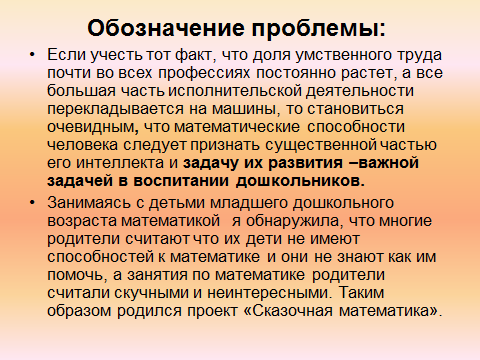 Обозначение проблемы:
• Если учесть тот факт, что доля умственного труда
почти во всех профессиях постоянно растет, а все
большая часть исполнительской деятельности
перекладывается на машины, то становиться
очевидным, что математические способности
человека следует признать существенной частью
его интеллекта и задачу их развития –важной
задачей в воспитании дошкольников.
• Занимаясь с детьми младшего дошкольного
возраста математикой я обнаружила, что многие
родители считают что их дети не имеют
способностей к математике и они не знают как им
помочь, а занятия по математике родители
считали скучными и неинтересными. Таким
образом родился проект «Сказочная математика».